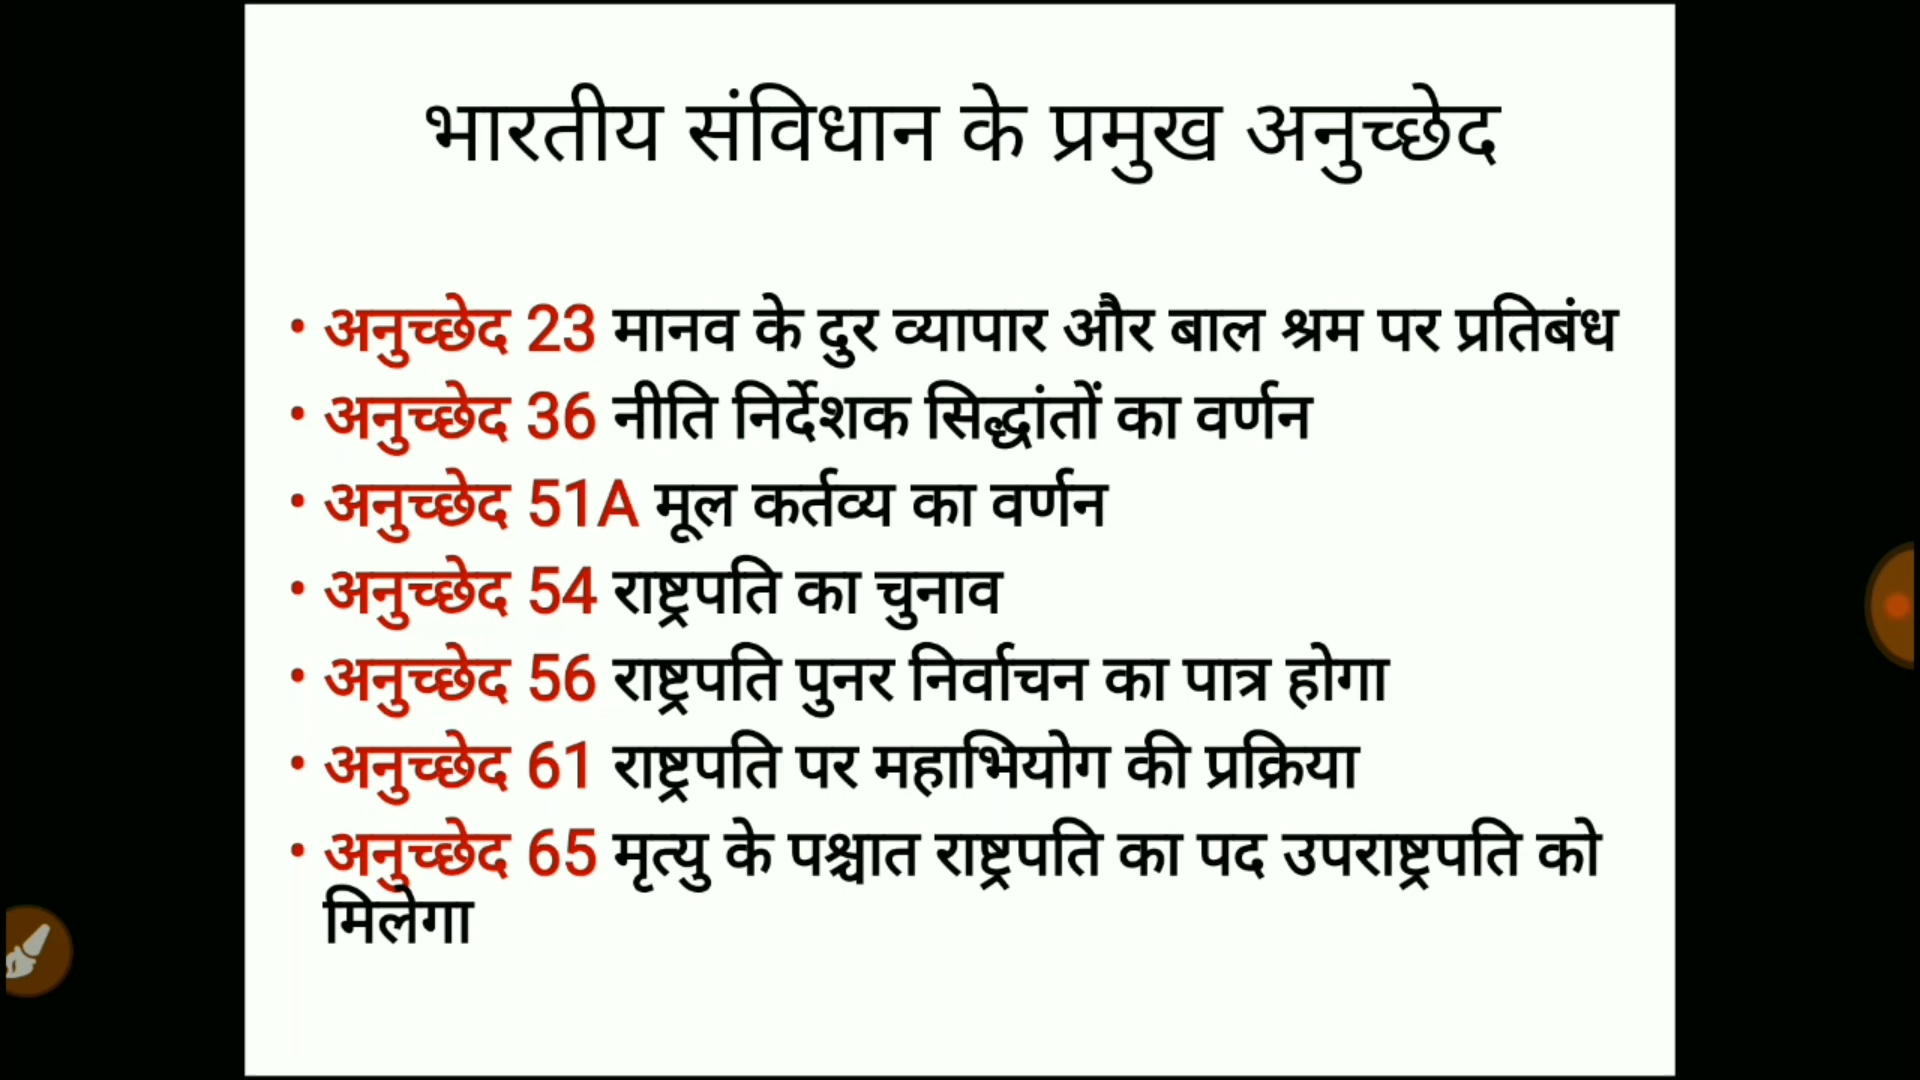 भारतीय संविधान के प्रमुख अनुच्छेद
• अनुच्छेद 23 मानव के दुर व्यापार और बाल श्रम पर प्रतिबंध
• अनुच्छेद 36 नीति निर्देशक सिद्धांतों का वर्णन
• अनुच्छेद 51A मूल कर्तव्य का वर्णन
• अनुच्छेद 54 राष्ट्रपति का चुनाव
• अनुच्छेद 56 राष्ट्रपति पुनर निर्वाचन का पात्र होगा
• अनुच्छेद 61 राष्ट्रपति पर महाभियोग की प्रक्रिया
• अनुच्छेद 65 मृत्यु के पश्चात राष्ट्रपति का पद उपराष्ट्रपति को
मिलेगा